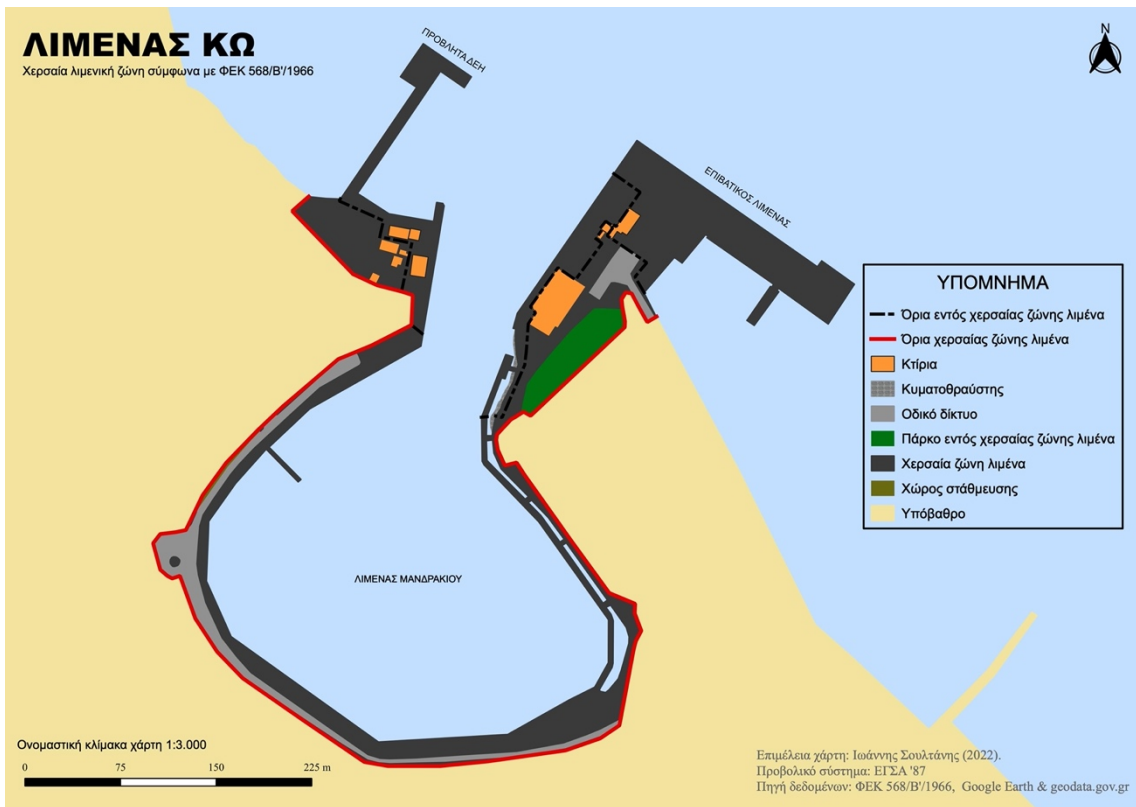 ΛΙΜΕΝΑΣ ΚΩ
Χερσαία λιμενική ζώνη σύμφωνα με ΦΕΚ 568/Β'/1966
ΠΡΟΒΛΗΤΑ ΔΕΗ
N
ΕΠΙΒΑΤΙΚΟΣ ΛΙΜΕΝΑΣ
ΥΠΟΜΝΗΜΑ
Όρια εντός χερσαίας ζώνης λιμένα
Όρια χερσαίας ζώνης λιμένα
Κτίρια
Κυματοθραύστης
Οδικό δίκτυο
Πάρκο εντός χερσαίας ζώνης λιμένα
Χερσαία ζώνη λιμένα
Χώρος στάθμευσης
Υπόβαθρο
ΛΙΜΕΝΑΣ ΜΑΝΔΡΑΚΙΟΥ
Ονομαστική κλίμακα χάρτη 1:3.000
0 75 150 225 m
Επιμέλεια χάρτη: Ιωάννης Σουλτάνης (2022).
Προβολικό σύστημα: ΕΓΣΑ '87
Πηγή δεδομένων: ΦΕΚ 568/Β'/1966, Google Earth & geodata.gov.gr